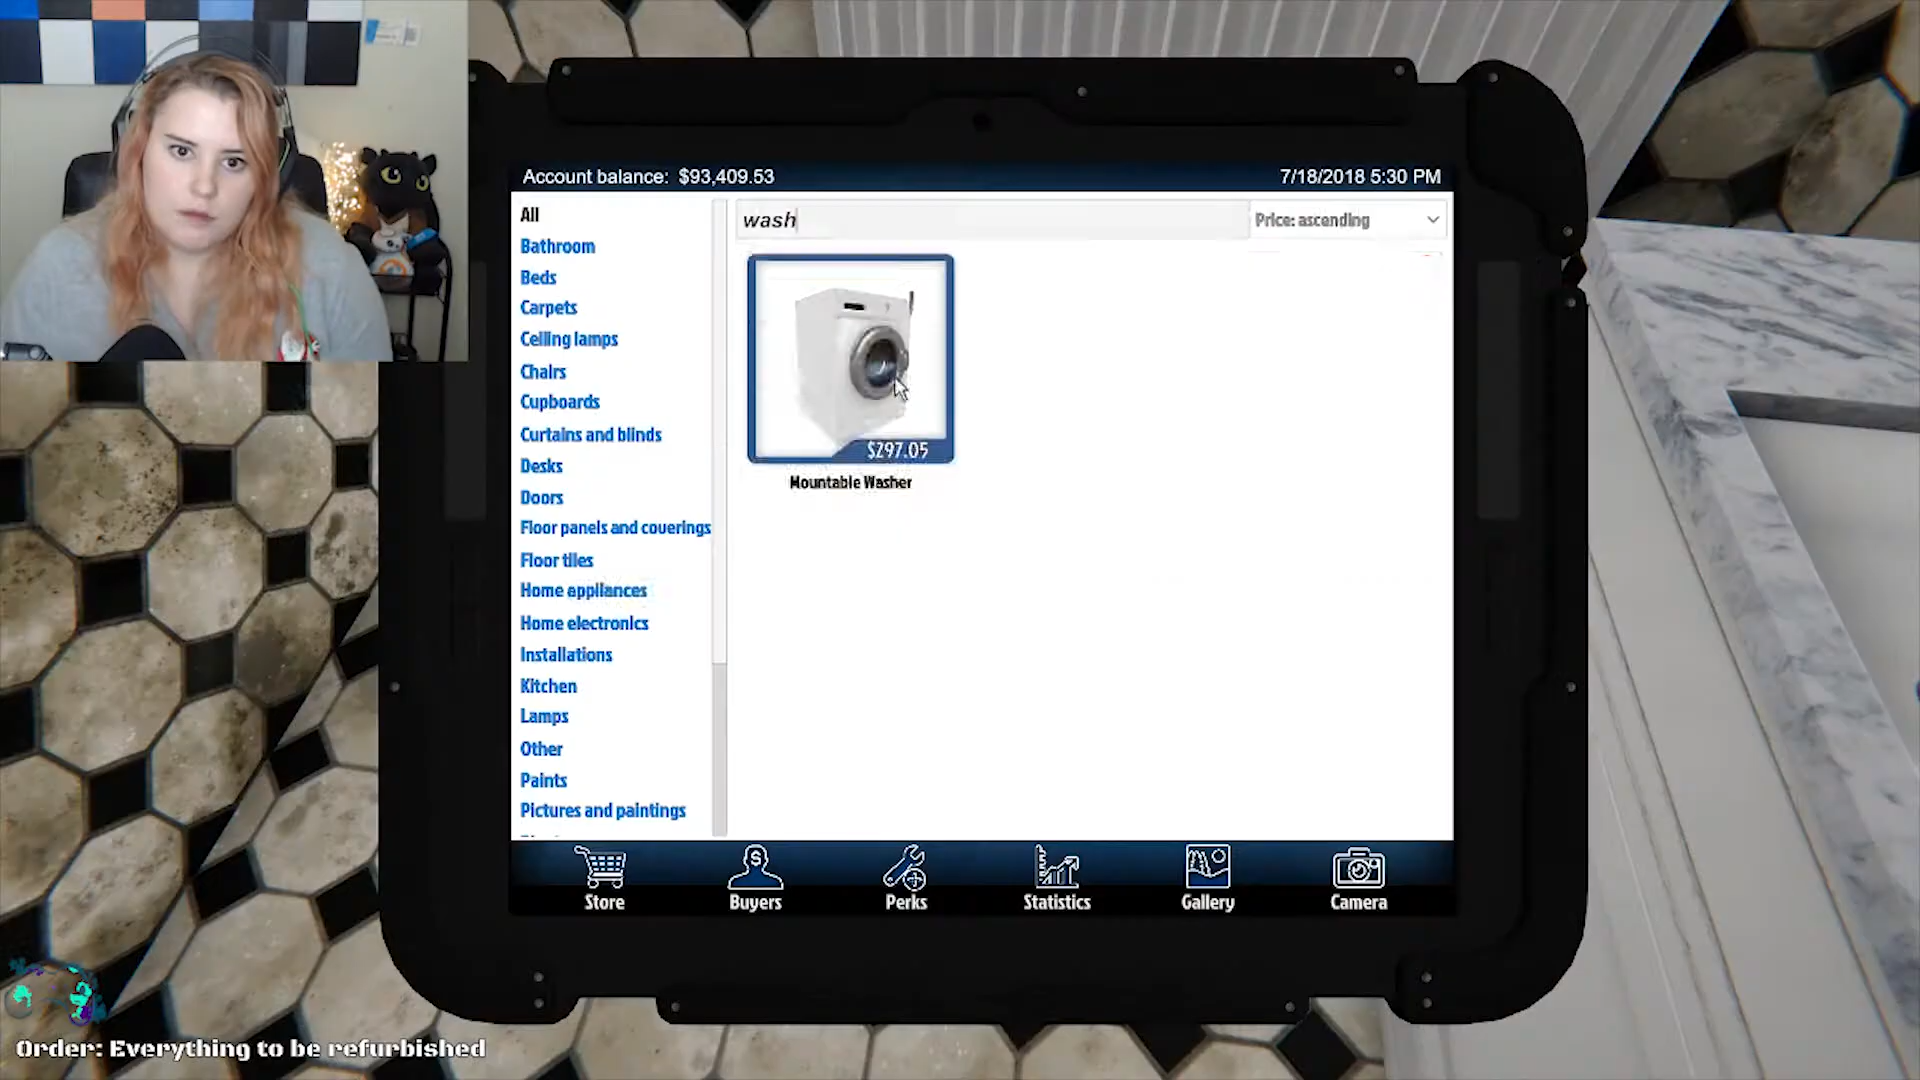 Account balance: $93,409.53
7/18/2018 5:30 PM
All
Bathroom
Beds
Carpets
Ceiling lamps
Chairs
Cupboards
Curtains and blinds
Desks
Doors
Floor panels and coverings
Floor tiles
Home appliances
Home electronics
Installations
Kitchen
Lamps
Other
Paints
Pictures and paintings
wash
Price: ascending
$297.05
Mountable Washer
Store
Buyers
Perks
Statistics
Gallery
Camera
Order: Everything to be refurbished